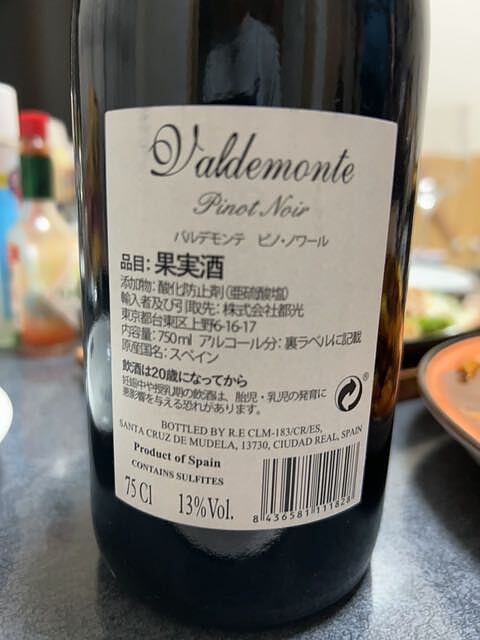 Valdemonte
Pinot Noir
バルデモンテ ピノ・ノワール
品目：果実酒
添加物：酸化防止剤（亜硫酸塩）
輸入者及び引取先：株式会社都光
東京都台東区上野6-16-17
内容量：750ml アルコール分：裏ラベルに記載
原産国名：スペイン
飲酒は20歳になってから
妊娠中や授乳期の飲酒は、胎児・乳児の発育に
悪影響を与える恐れがあります。
BOTTLED BY R.E CLM-183/CR/ES,
SANTA CRUZ DE MUDELA, 13730, CIUDAD REAL, SPAIN
Product of Spain
CONTAINS SULFITES
75 Cl 13%Vol.
8 436581 111828